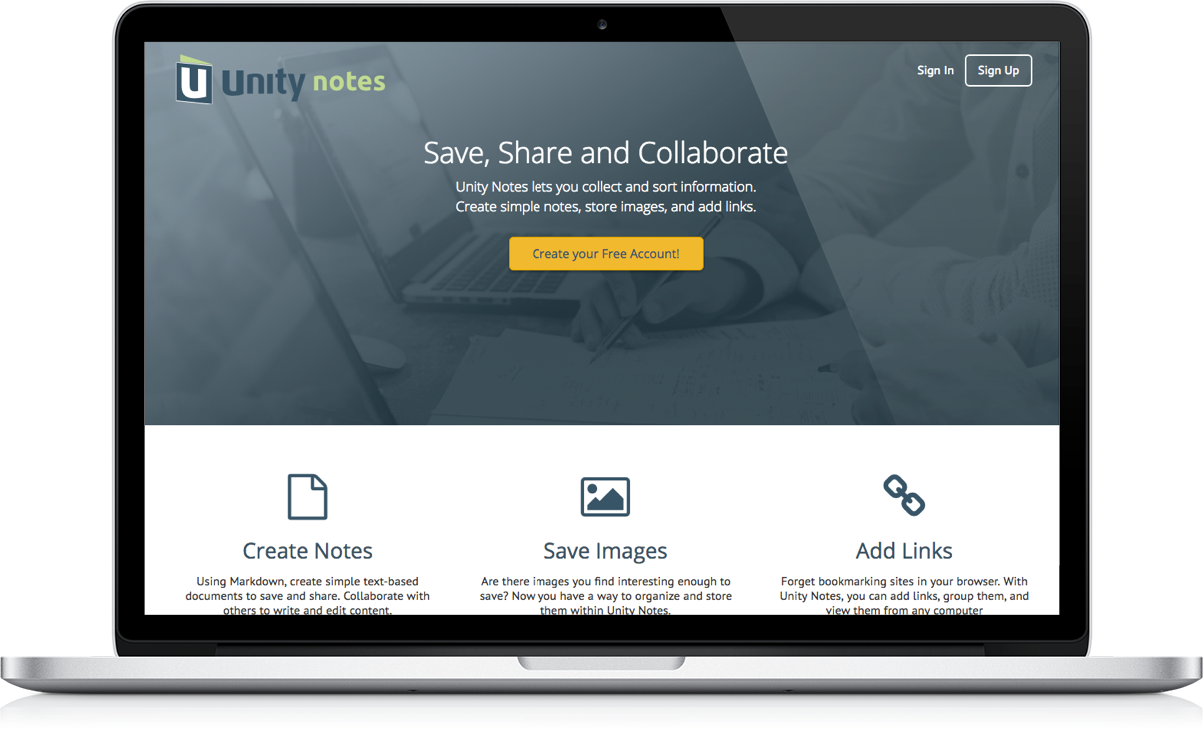 U Unity notes
Sign In
Sign Up
Save, Share and Collaborate
Unity Notes lets you collect and sort information.
Create simple notes, store images, and add links.
Create your Free Account!
Create Notes
Using Markdown, create simple text-based
documents to save and share. Collaborate with
others to write and edit content.
Save Images
Are there images you find interesting enough to
save? Now you have a way to organize and store
them within Unity Notes.
Add Links
Forget bookmarking sites in your browser. With
Unity Notes, you can add links, group them, and
view them from any computer